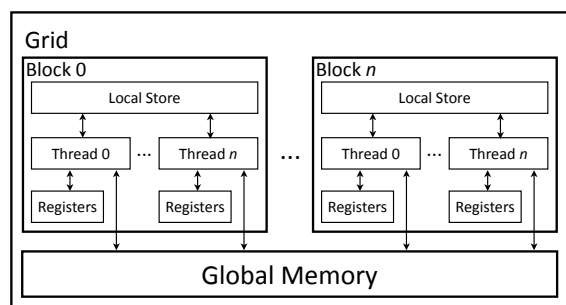 Grid
Block 0
Local Store
Thread 0 ... Thread n
Registers Registers
...
Block n
Local Store
Thread 0 ... Thread n
Registers Registers
Global Memory